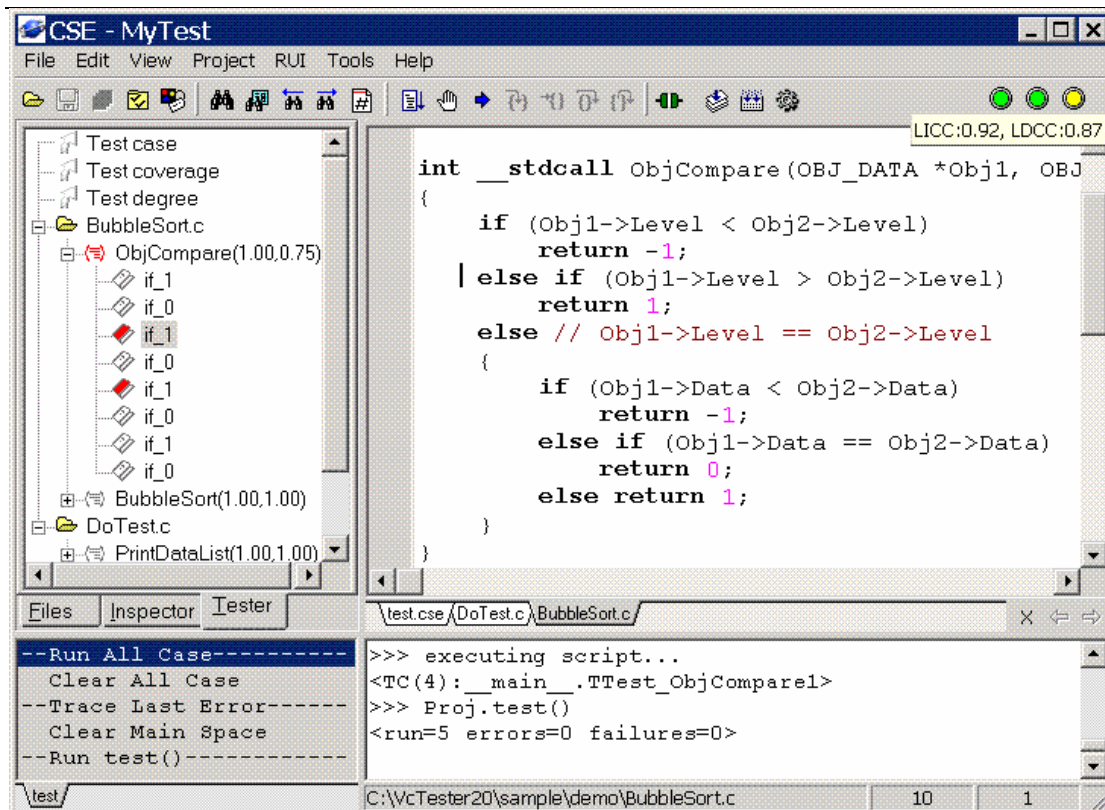 CSE - MyTest
File Edit View Project RUI Tools Help
LICC:0.92, LDCC:0.87
Test case
Test coverage
Test degree
BubbleSort.c
ObjCompare(1.00,0.75)
if_1
if_0
if_1
if_0
if_1
if_0
if_1
if_0
BubbleSort(1.00,1.00)
DoTest.c
PrintDataList(1.00,1.00)
Files Inspector Tester
int __stdcall ObjCompare(OBJ_DATA *Obj1, OBJ
{
if (Obj1->Level < Obj2->Level)
return -1;
else if (Obj1->Level > Obj2->Level)
return 1;
else // Obj1->Level == Obj2->Level
{
if (Obj1->Data < Obj2->Data)
return -1;
else if (Obj1->Data == Obj2->Data)
return 0;
else return 1;
}
}
\test.cse/DoTest.c\BubbleSort.c/
--Run All Case-----------
Clear All Case
--Trace Last Error------
Clear Main Space
--Run test()-------------
\test/
>>> executing script...
<TC(4):__main__.TTest_ObjCompare1>
>>> Proj.test()
<run=5 errors=0 failures=0>
C:\VcTester20\sample\demo\BubbleSort.c 10 1